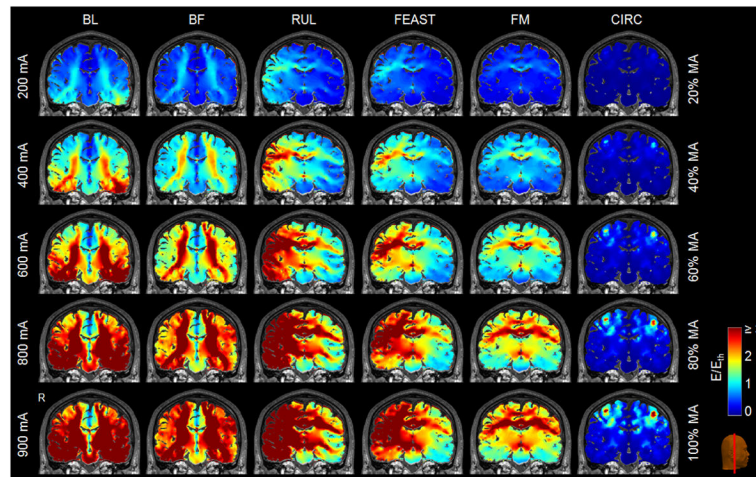 BL BF RUL FEAST FM CIRC
200 mA 20% MA
400 mA 40% MA
600 mA 60% MA
800 mA 80% MA
900 mA 100% MA
R
E/E_th
2
1
0